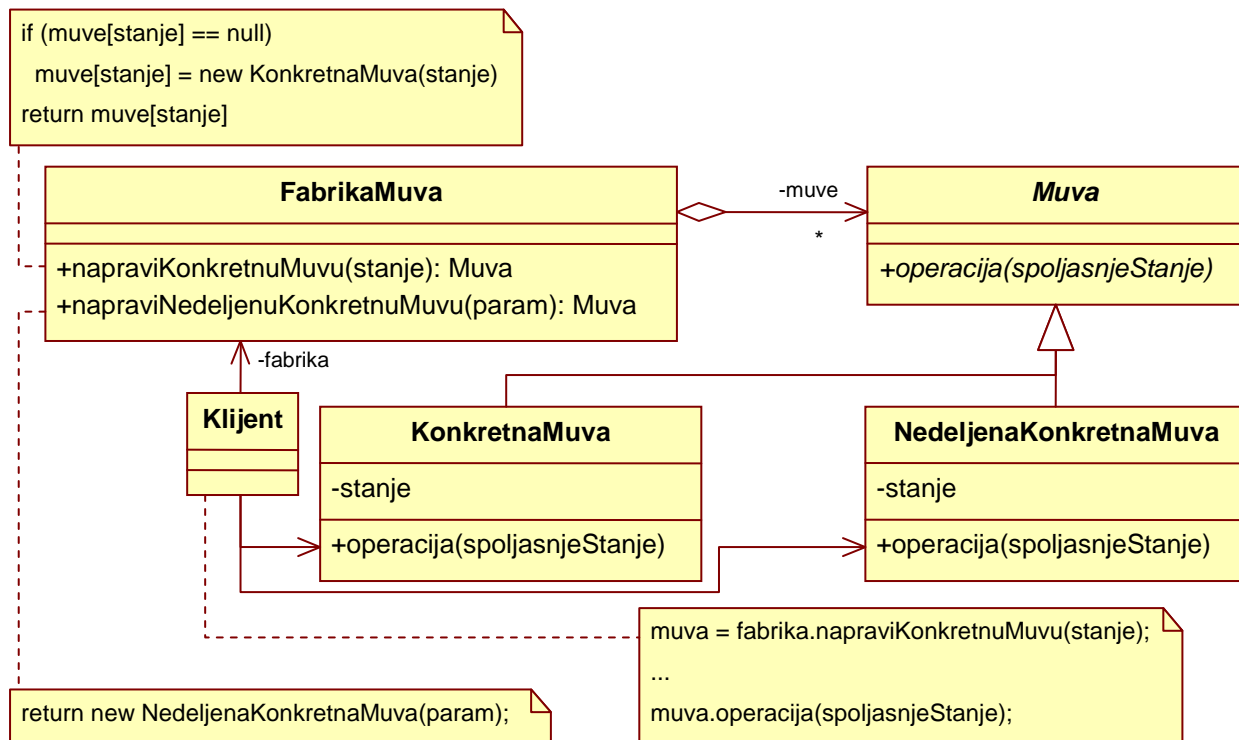 if (muve[stanje] == null)
muve[stanje] = new KonkretnaMuva(stanje)
return muve[stanje]
FabrikaMuva
+napraviKonkretnuMuvu(stanje): Muva
+napraviNedeljenuKonkretnuMuvu(param): Muva
-muve
*
Muva
+operacija(spoljasnjeStanje)
-fabrika
Klijent
KonkretnaMuva
-stanje
+operacija(spoljasnjeStanje)
NedeljenaKonkretnaMuva
-stanje
+operacija(spoljasnjeStanje)
muva = fabrika.napraviKonkretnuMuvu(stanje);
...
muva.operacija(spoljasnjeStanje);
return new NedeljenaKonkretnaMuva(param);